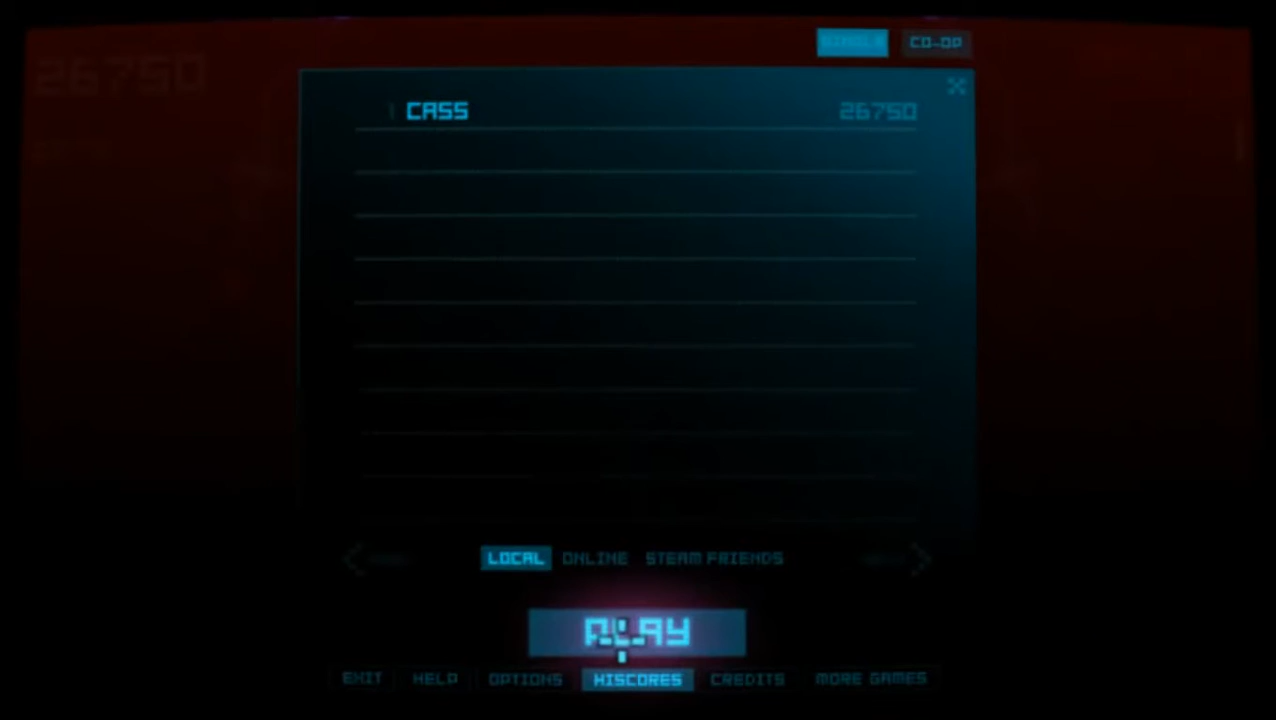 26750
SINGLE CO-OP
1 CASS 26750
LOCAL ONLINE STEAM FRIENDS
PLAY
EXIT HELP OPTIONS HISCORES CREDITS MORE GAMES